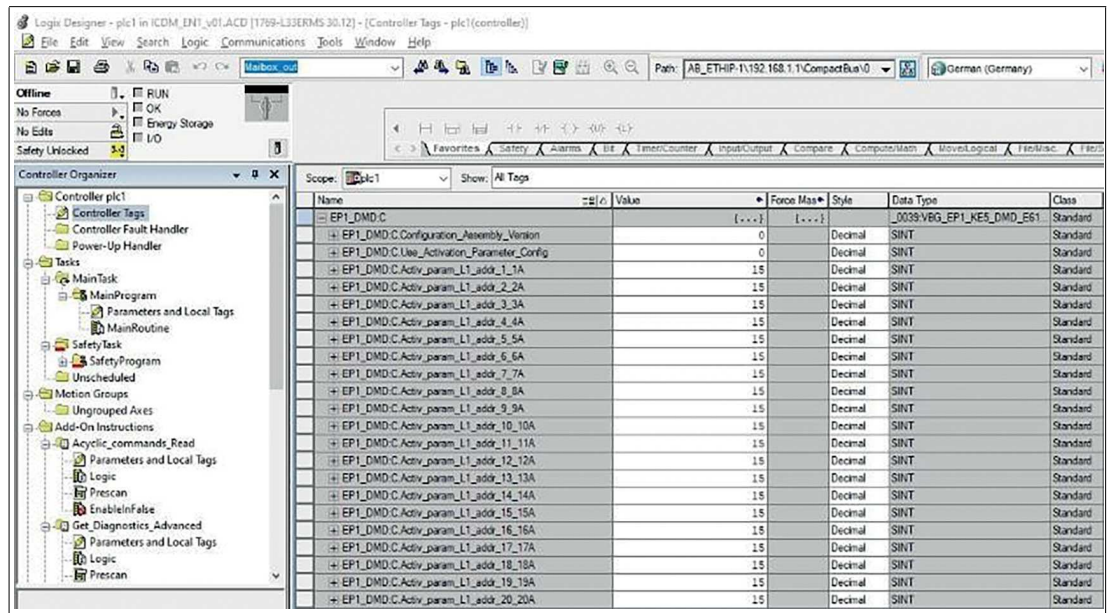 Logix Designer - plc1 in ICDM_EN1_v01.ACD [1769-L33ERMS 30.12] - [Controller Tags - plc1(controller)]
File Edit View Search Logic Communications Tools Window Help
Mailbox_out
Path: AB_ETHIP-1\192.168.1.1\CompactBus\0
German (Germany)
Offline
RUN
No Forces
OK
Energy Storage
No Edits
I/O
Safety Unlocked
Favorites Safety Alarms Bit Timer/Counter Input/Output Compare Compute/Math Move/Logical File/Misc.
Controller Organizer
Controller plc1
Controller Tags
Controller Fault Handler
Power-Up Handler
Tasks
MainTask
MainProgram
Parameters and Local Tags
MainRoutine
SafetyTask
SafetyProgram
Unscheduled
Motion Groups
Ungrouped Axes
Add-On Instructions
Acyclic_commands_Read
Parameters and Local Tags
Logic
Prescan
EnableInFalse
Get_Diagnostics_Advanced
Parameters and Local Tags
Logic
Prescan
Scope: plc1 Show: All Tags
Name Value Force Mas Style Data Type Class
EP1_DMD:C {...} {...} _0039:VBG_EP1_KE5_DMD_E61... Standard
EP1_DMD:C.Configuration_Assembly_Version 0 Decimal SINT Standard
EP1_DMD:C.Use_Activation_Parameter_Config 0 Decimal SINT Standard
EP1_DMD:C.Activ_param_L1_addr_1_1A 15 Decimal SINT Standard
EP1_DMD:C.Activ_param_L1_addr_2_2A 15 Decimal SINT Standard
EP1_DMD:C.Activ_param_L1_addr_3_3A 15 Decimal SINT Standard
EP1_DMD:C.Activ_param_L1_addr_4_4A 15 Decimal SINT Standard
EP1_DMD:C.Activ_param_L1_addr_5_5A 15 Decimal SINT Standard
EP1_DMD:C.Activ_param_L1_addr_6_6A 15 Decimal SINT Standard
EP1_DMD:C.Activ_param_L1_addr_7_7A 15 Decimal SINT Standard
EP1_DMD:C.Activ_param_L1_addr_8_8A 15 Decimal SINT Standard
EP1_DMD:C.Activ_param_L1_addr_9_9A 15 Decimal SINT Standard
EP1_DMD:C.Activ_param_L1_addr_10_10A 15 Decimal SINT Standard
EP1_DMD:C.Activ_param_L1_addr_11_11A 15 Decimal SINT Standard
EP1_DMD:C.Activ_param_L1_addr_12_12A 15 Decimal SINT Standard
EP1_DMD:C.Activ_param_L1_addr_13_13A 15 Decimal SINT Standard
EP1_DMD:C.Activ_param_L1_addr_14_14A 15 Decimal SINT Standard
EP1_DMD:C.Activ_param_L1_addr_15_15A 15 Decimal SINT Standard
EP1_DMD:C.Activ_param_L1_addr_16_16A 15 Decimal SINT Standard
EP1_DMD:C.Activ_param_L1_addr_17_17A 15 Decimal SINT Standard
EP1_DMD:C.Activ_param_L1_addr_18_18A 15 Decimal SINT Standard
EP1_DMD:C.Activ_param_L1_addr_19_19A 15 Decimal SINT Standard
EP1_DMD:C.Activ_param_L1_addr_20_20A 15 Decimal SINT Standard